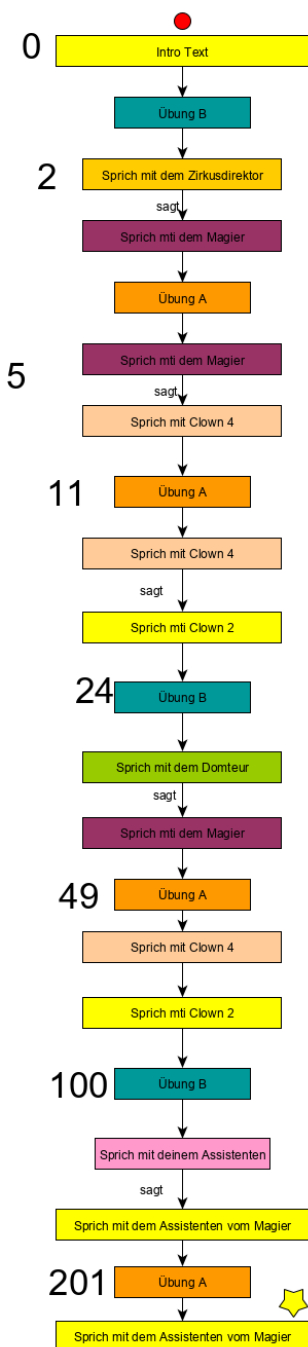 0
Intro Text
Übung B
2
Sprich mit dem Zirkusdirektor
sagt
Sprich mti dem Magier
Übung A
5
Sprich mti dem Magier
sagt
Sprich mit Clown 4
11
Übung A
Sprich mit Clown 4
sagt
Sprich mti Clown 2
24
Übung B
Sprich mit dem Domteur
sagt
Sprich mti dem Magier
49
Übung A
Sprich mit Clown 4
Sprich mti Clown 2
100
Übung B
Sprich mit deinem Assistenten
sagt
Sprich mit dem Assistenten vom Magier
201
Übung A
Sprich mit dem Assistenten vom Magier